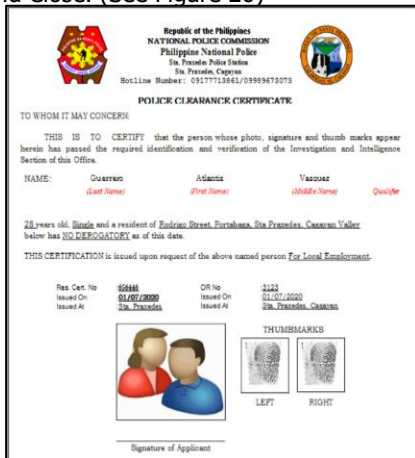 d Close. (See Figure 20)
Republic of the Philippines
NATIONAL POLICE COMMISSION
Philippine National Police
Sta. Praxedes Police Station
Sta. Praxedes, Cagayan
Hotline Number: 09177713861/09989673073
POLICE CLEARANCE CERTIFICATE
TO WHOM IT MAY CONCERN:
THIS IS TO CERTIFY that the person whose photo, signature and thumb marks appear
herein has passed the required identification and verification of the Investigation and Intelligence
Section of this Office.
NAME: Guerrero Atlantis Vasquez
(Last Name) (First Name) (Middle Name) Qualifier
28 years old, Single and a resident of Street, Portabaga, Sta Praxedes, Cagayan Valley
below has NO DEROGATORY as of this date.
THIS CERTIFICATION is issued upon request of the above named person For Local Employment.
Res. Cert. No OR No 3123
Issued On 01/07/2020 Issued On 01/07/2020
Issued At Sta. Praxedes Issued At Sta. Praxedes, Cagayan
THUMBMARKS
LEFT RIGHT
Signature of Applicant